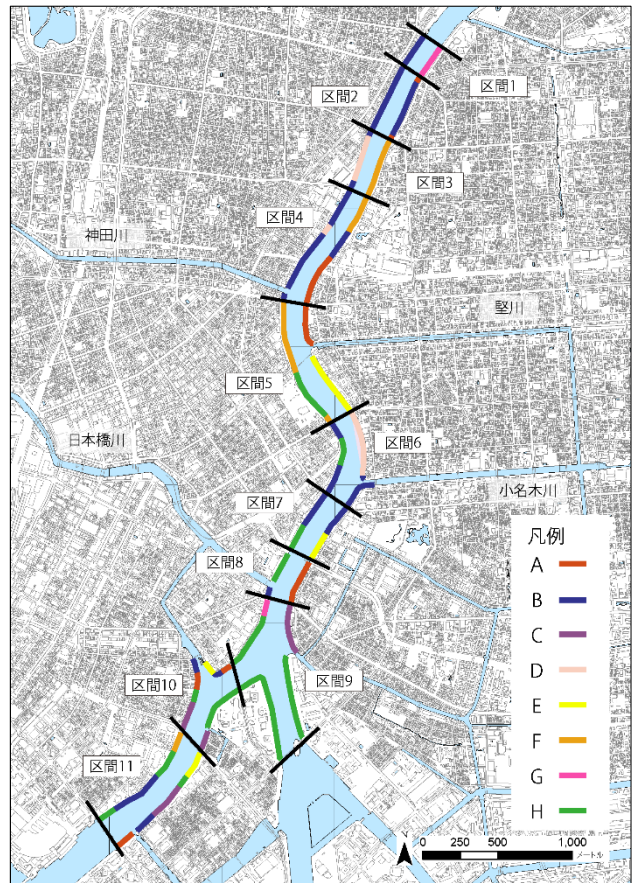 区間1
区間2
区間3
区間4
神田川
竪川
区間5
日本橋川
区間6
小名木川
区間7
区間8
区間9
区間10
区間11
凡例
A
B
C
D
E
F
G
H
N
0 250 500 1,000
メートル